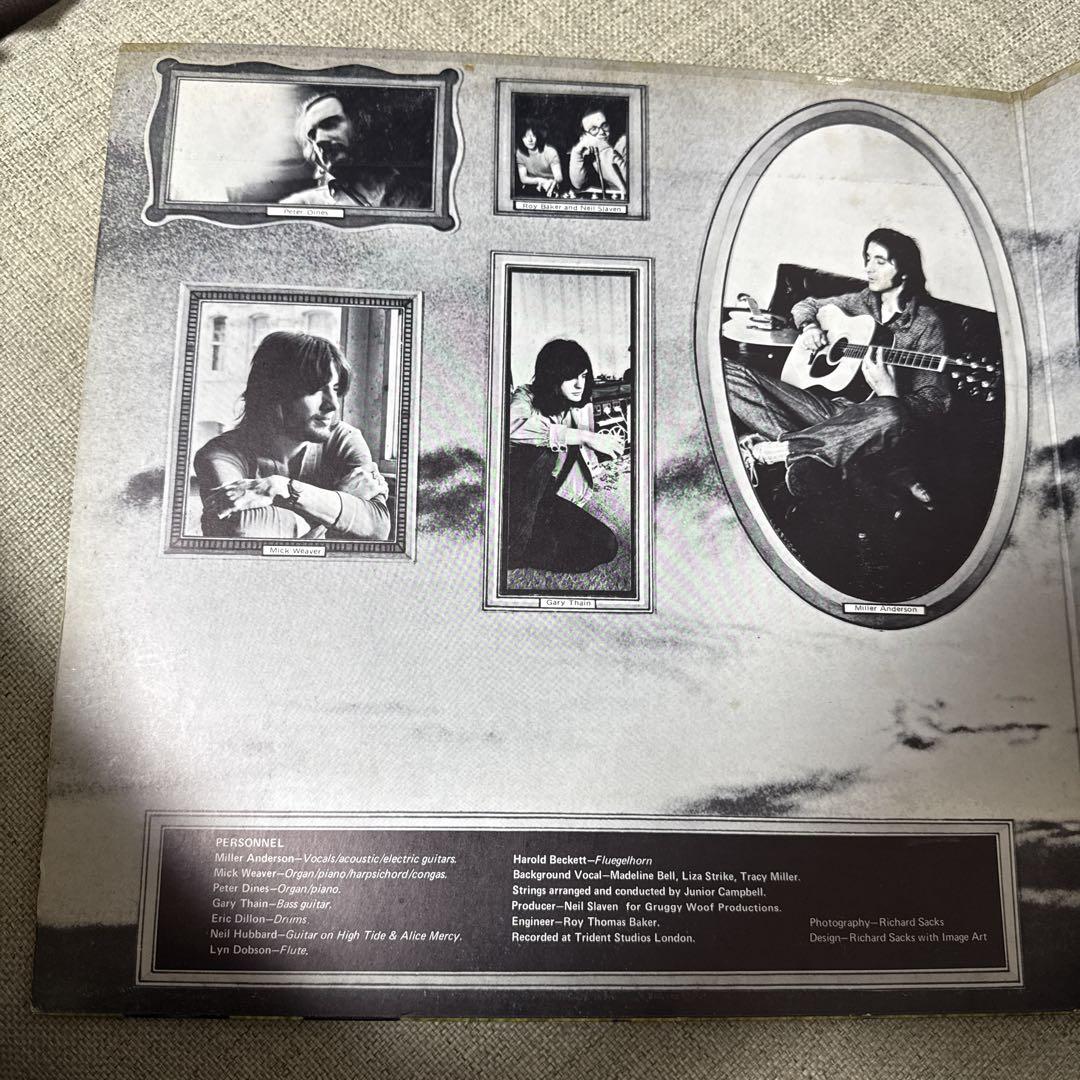 Peter Dines
Roy Baker and Neil Slaven
Mick Weaver
Gary Thain
Miller Anderson
PERSONNEL
Miller Anderson—Vocals/acoustic/electric guitars.
Mick Weaver—Organ/piano/harpsichord/congas.
Peter Dines—Organ/piano.
Gary Thain—Bass guitar.
Eric Dillon—Drums.
Neil Hubbard—Guitar on High Tide & Alice Mercy.
Lyn Dobson—Flute.
Harold Beckett—Fluegelhorn
Background Vocal—Madeline Bell, Liza Strike, Tracy Miller.
Strings arranged and conducted by Junior Campbell.
Producer—Neil Slaven for Gruggy Woof Productions.
Engineer—Roy Thomas Baker.
Recorded at Trident Studios London.
Photography—Richard Sacks
Design—Richard Sacks with Image Art